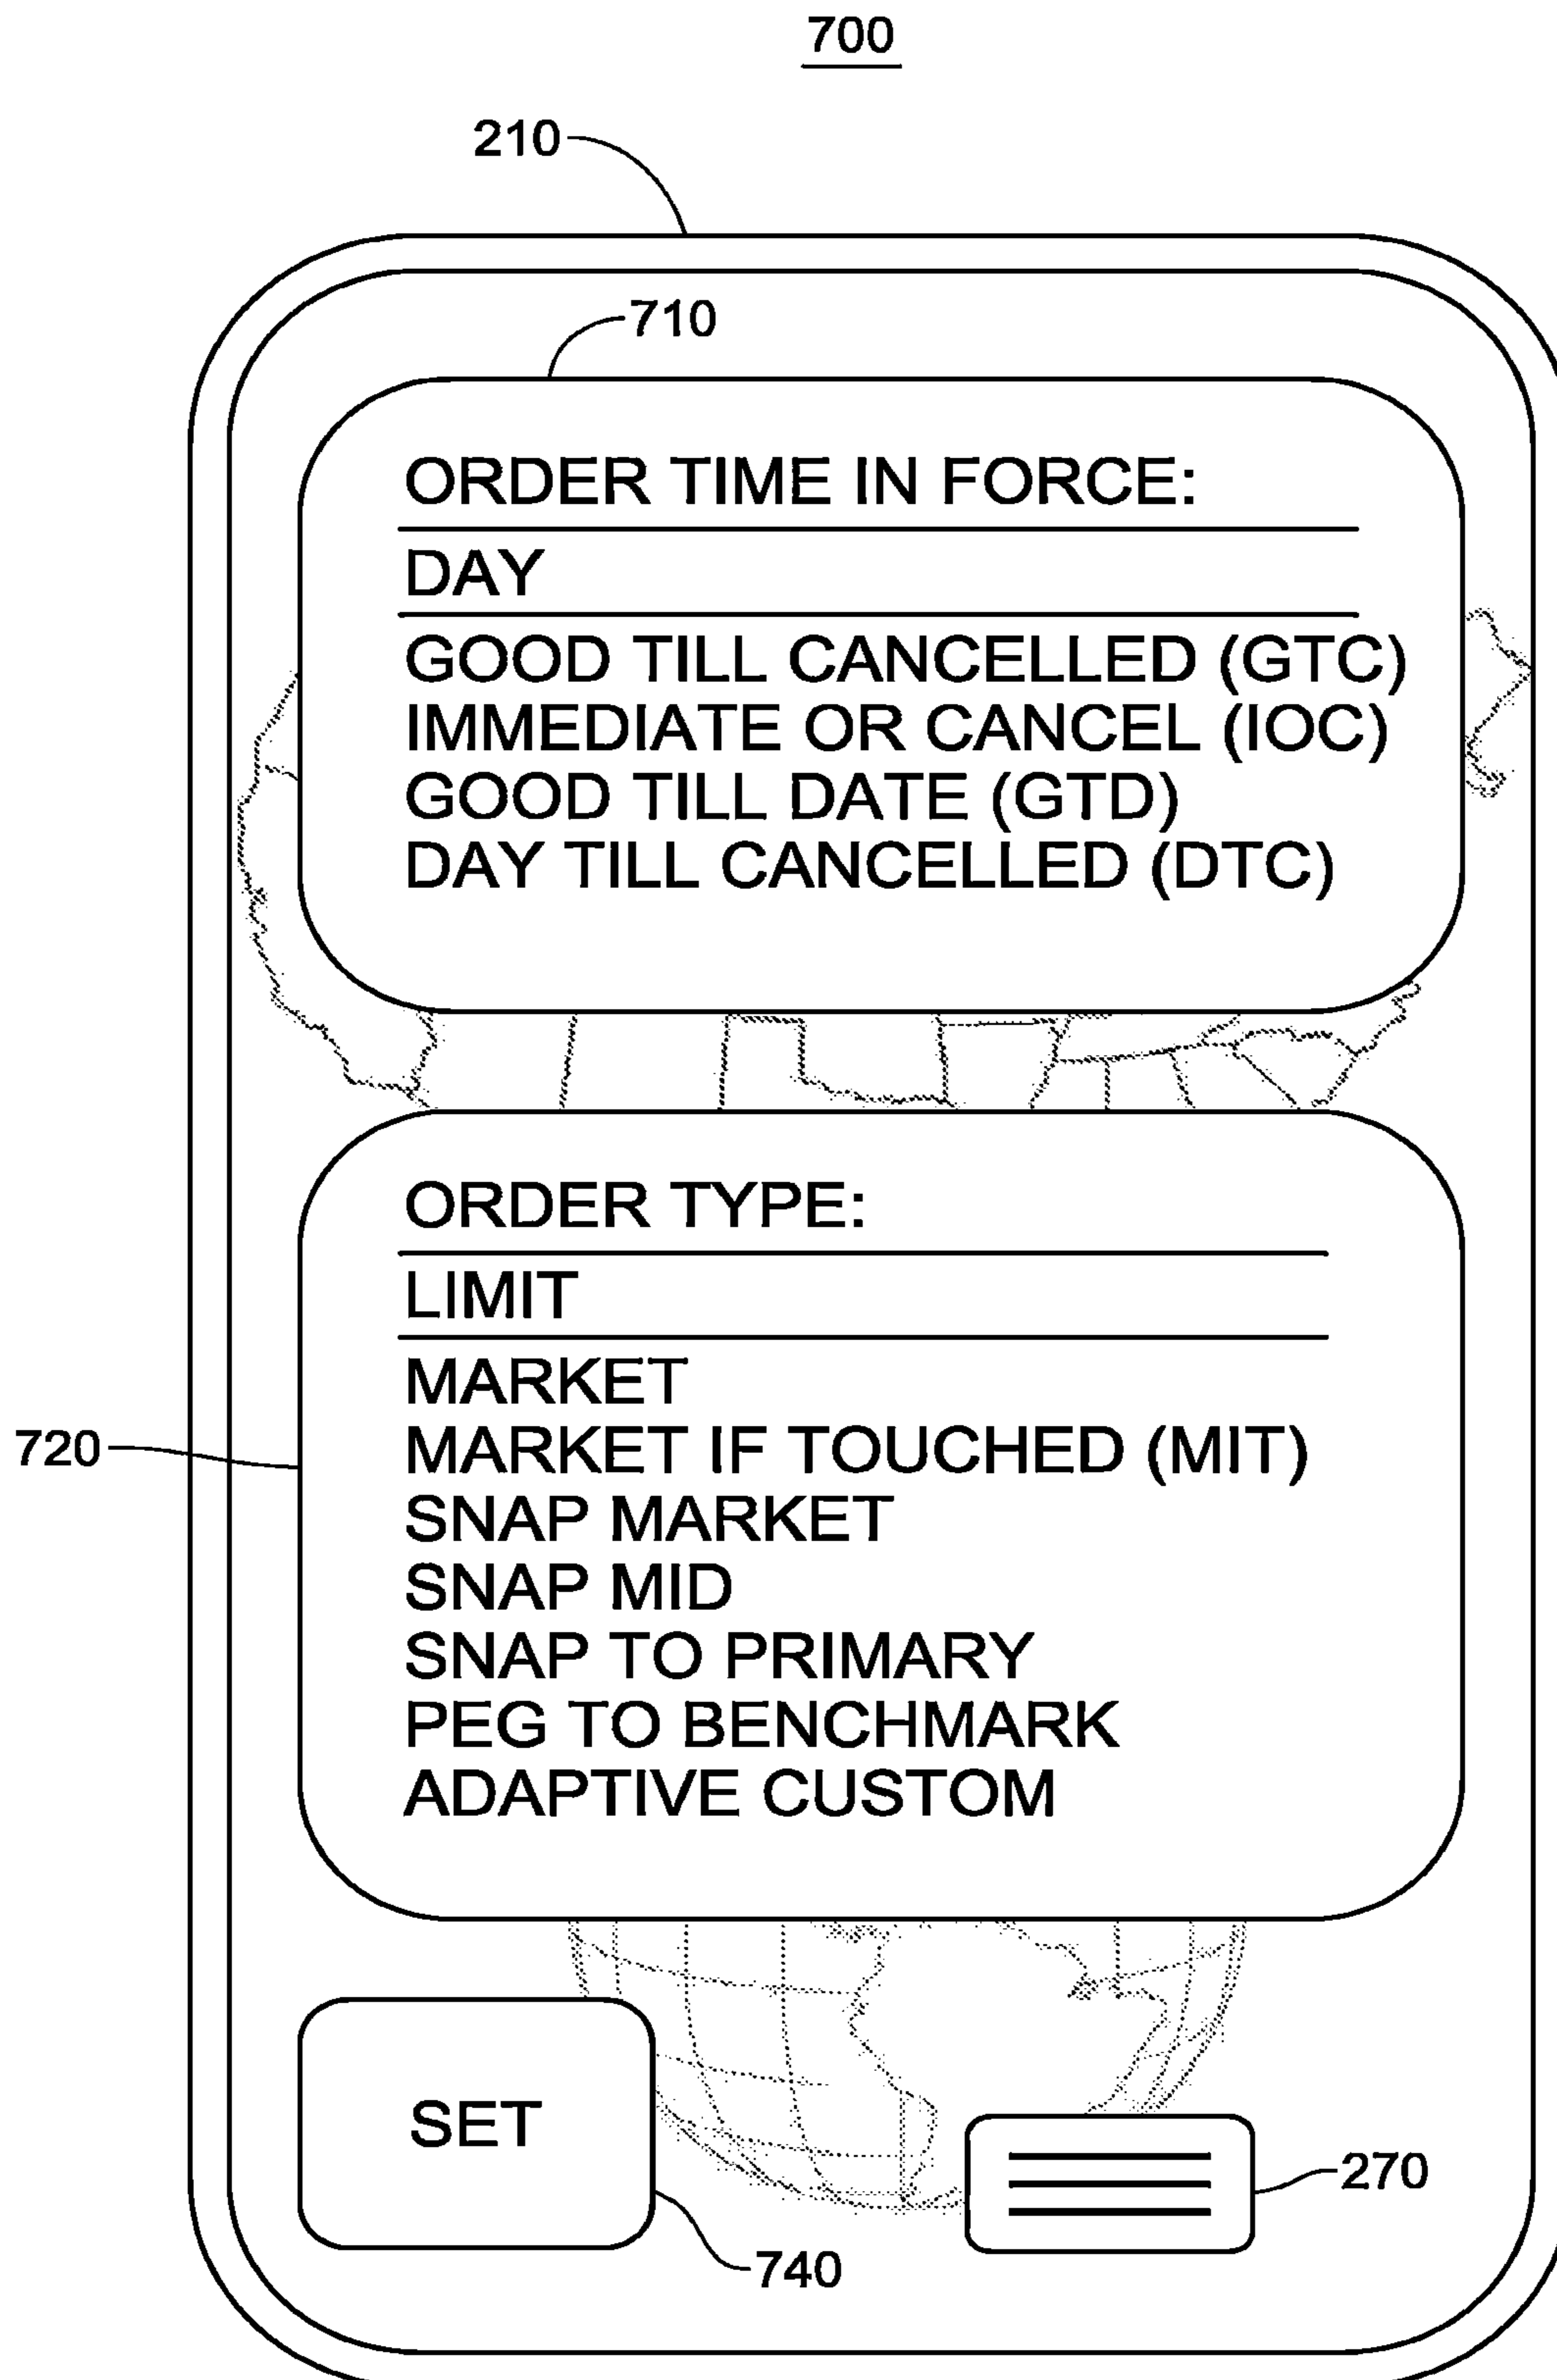 700
210
710
ORDER TIME IN FORCE:
DAY
GOOD TILL CANCELLED (GTC)
IMMEDIATE OR CANCEL (IOC)
GOOD TILL DATE (GTD)
DAY TILL CANCELLED (DTC)
ORDER TYPE:
LIMIT
MARKET
720
MARKET IF TOUCHED (MIT)
SNAP MARKET
SNAP MID
SNAP TO PRIMARY
PEG TO BENCHMARK
ADAPTIVE CUSTOM
SET
270
740